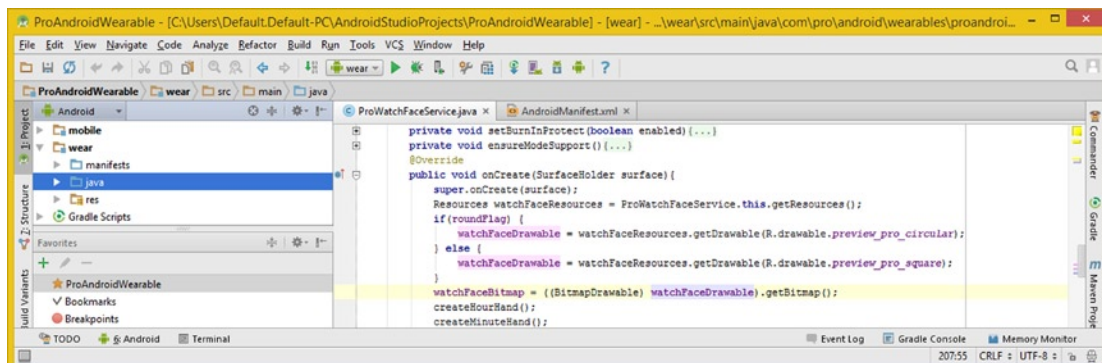 ProAndroidWearable - [C:\Users\Default.Default-PC\AndroidStudioProjects\ProAndroidWearable] - [wear] - ...\wear\src\main\java\com\pro\android\wearables\proandroi...
File Edit View Navigate Code Analyze Refactor Build Run Tools VCS Window Help
wear
ProAndroidWearable wear src main java
1: Project
Android
ProWatchFaceService.java × AndroidManifest.xml ×
Commander
mobile
wear
manifests
java
res
Gradle Scripts
Z: Structure
private void setBurnInProtect(boolean enabled){...}
private void ensureModeSupport(){...}
@Override
public void onCreate(SurfaceHolder surface){
super.onCreate(surface);
Resources watchFaceResources = ProWatchFaceService.this.getResources();
if(roundFlag) {
watchFaceDrawable = watchFaceResources.getDrawable(R.drawable.preview_pro_circular);
} else {
watchFaceDrawable = watchFaceResources.getDrawable(R.drawable.preview_pro_square);
}
watchFaceBitmap = ((BitmapDrawable) watchFaceDrawable).getBitmap();
createHourHand();
createMinuteHand();
Gradle
Maven Proje
Favorites
ProAndroidWearable
Bookmarks
Breakpoints
uild Variants
TODO 6: Android Terminal Event Log Gradle Console Memory Monitor
207:55 CRLF UTF-8